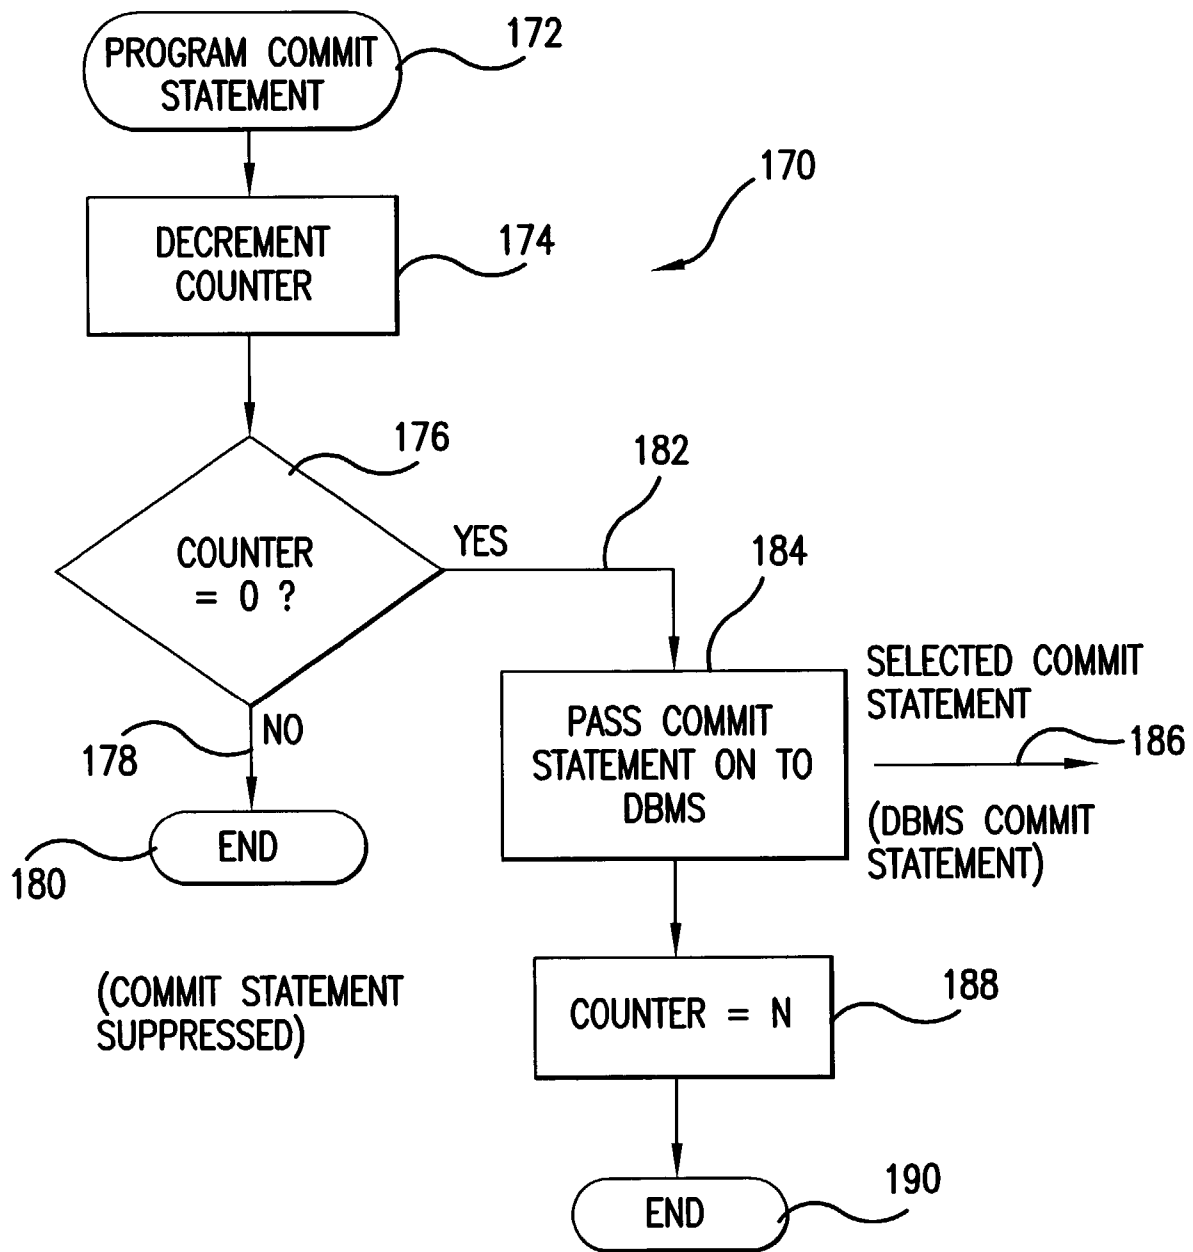 PROGRAM COMMIT
STATEMENT
172
170
DECREMENT
COUNTER
174
176
COUNTER
= 0 ?
YES
182
184
NO
178
END
180
(COMMIT STATEMENT
SUPPRESSED)
PASS COMMIT
STATEMENT ON TO
DBMS
SELECTED COMMIT
STATEMENT
186
(DBMS COMMIT
STATEMENT)
COUNTER = N
188
END
190